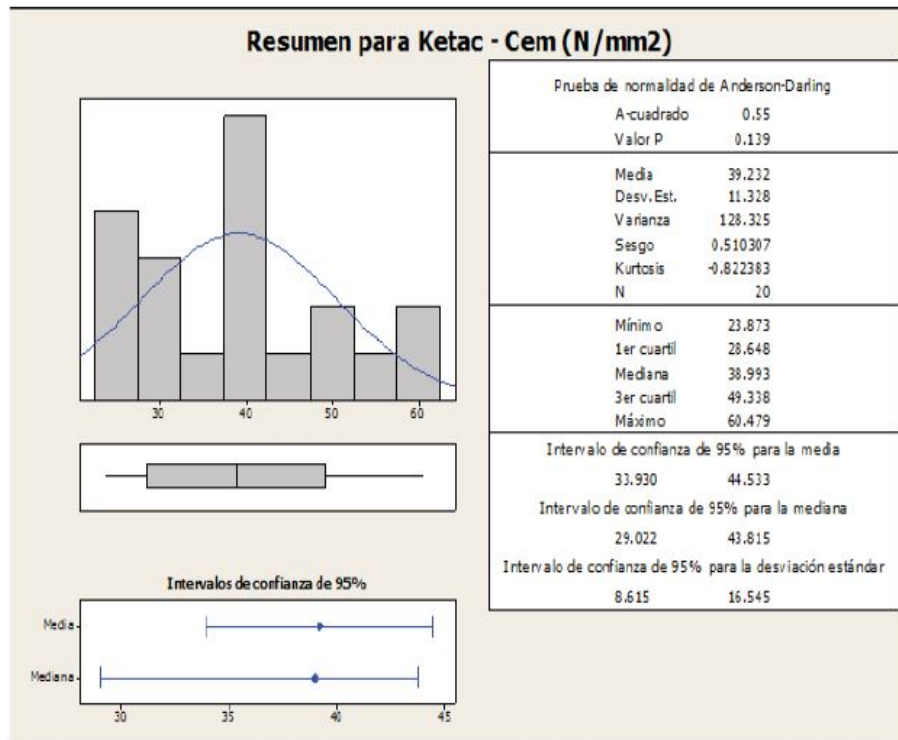 Resumen para Ketac - Cem (N/mm2)
30 40 50 60
Intervalos de confianza de 95%
Media
Mediana
30 35 40 45
Prueba de normalidad de Anderson-Darling
A-cuadrado 0.55
Valor P 0.139
Media 39.232
Desv.Est. 11.328
Varianza 128.325
Sesgo 0.510307
Kurtosis -0.822383
N 20
Mínimo 23.873
1er cuartil 28.648
Mediana 38.993
3er cuartil 49.338
Máximo 60.479
Intervalo de confianza de 95% para la media
33.930 44.533
Intervalo de confianza de 95% para la mediana
29.022 43.815
Intervalo de confianza de 95% para la desviación estándar
8.615 16.545